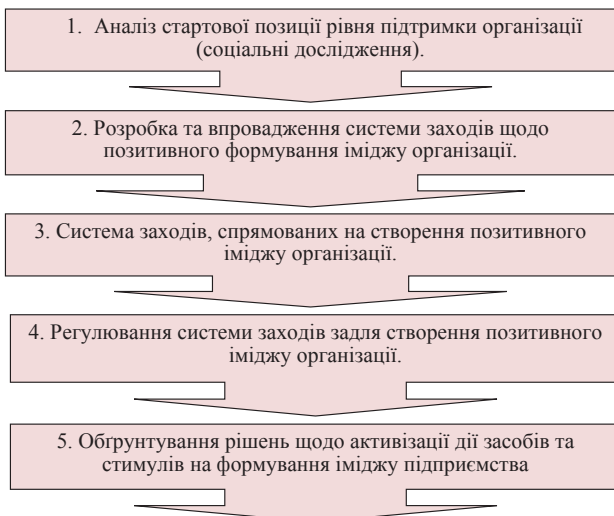 1. Аналіз стартової позиції рівня підтримки організації
(соціальні дослідження).
2. Розробка та впровадження системи заходів щодо
позитивного формування іміджу організації.
3. Система заходів, спрямованих на створення позитивного
іміджу організації.
4. Регулювання системи заходів задля створення позитивного
іміджу організації.
5. Обґрунтування рішень щодо активізації дії засобів та
стимулів на формування іміджу підприємства